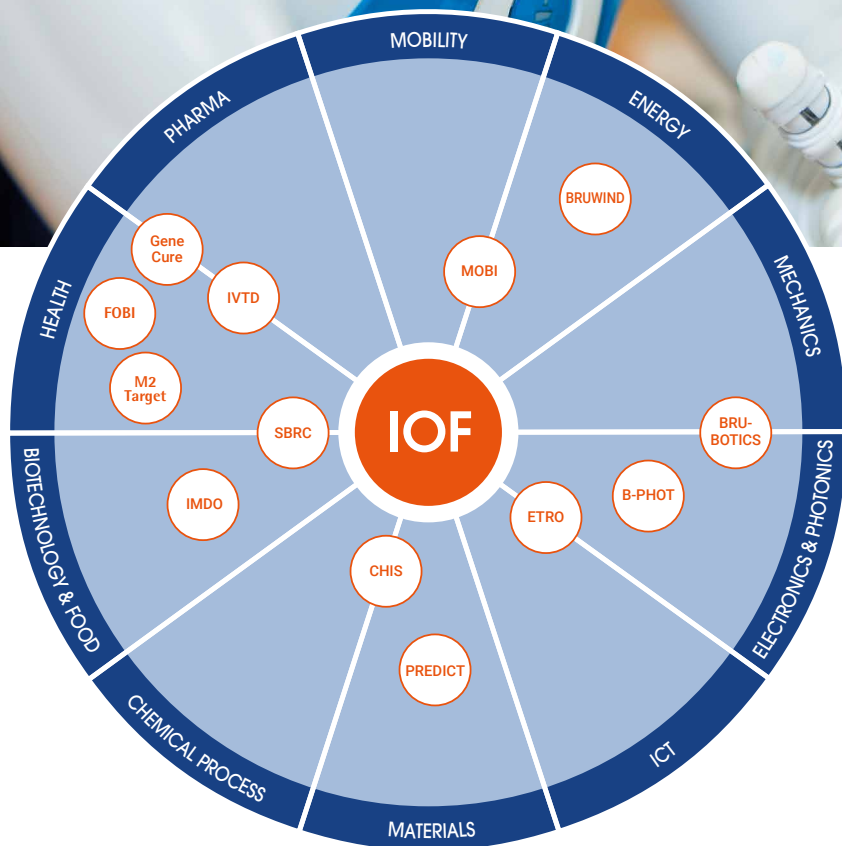 MOBILITY
PHARMA
ENERGY
BRUWIND
Gene
Cure
MOBI
IVTD
HEALTH
FOBI
MECHANICS
M2
Target
IOF
SBRC
BRU-
BOTICS
B-PHOT
IMDO
ETRO
BIOTECHNOLOGY & FOOD
ELECTRONICS & PHOTONICS
CHIS
PREDICT
CHEMICAL PROCESS
ICT
MATERIALS